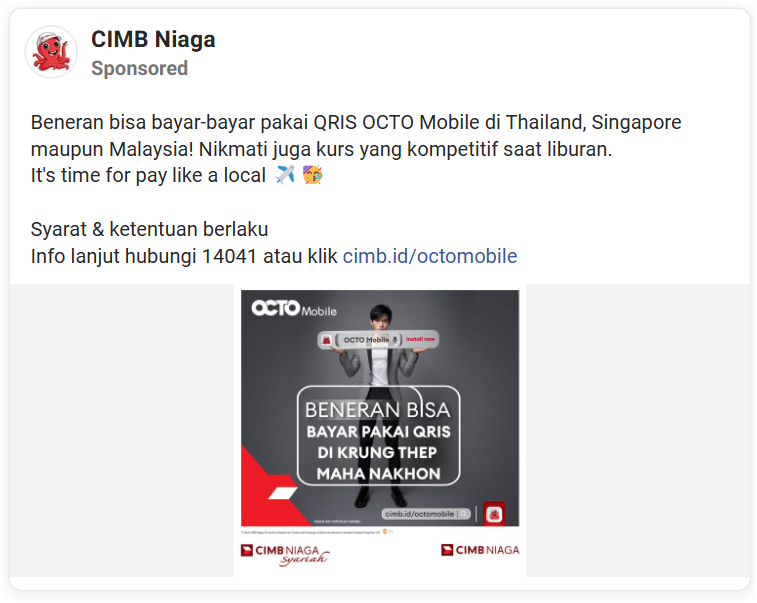 CIMB Niaga
Sponsored
Beneran bisa bayar-bayar pakai QRIS OCTO Mobile di Thailand, Singapore
maupun Malaysia! Nikmati juga kurs yang kompetitif saat liburan.
It's time for pay like a local ✈️ 🥳
Syarat & ketentuan berlaku
Info lanjut hubungi 14041 atau klik cimb.id/octomobile
OCTO Mobile
OCTO Mobile
Install now
BENERAN BISA
BAYAR PAKAI QRIS
DI KRUNG THEP
MAHA NAKHON
cimb.id/octomobile
Syarat dan ketentuan berlaku
CIMB NIAGA
syariah
CIMB NIAGA